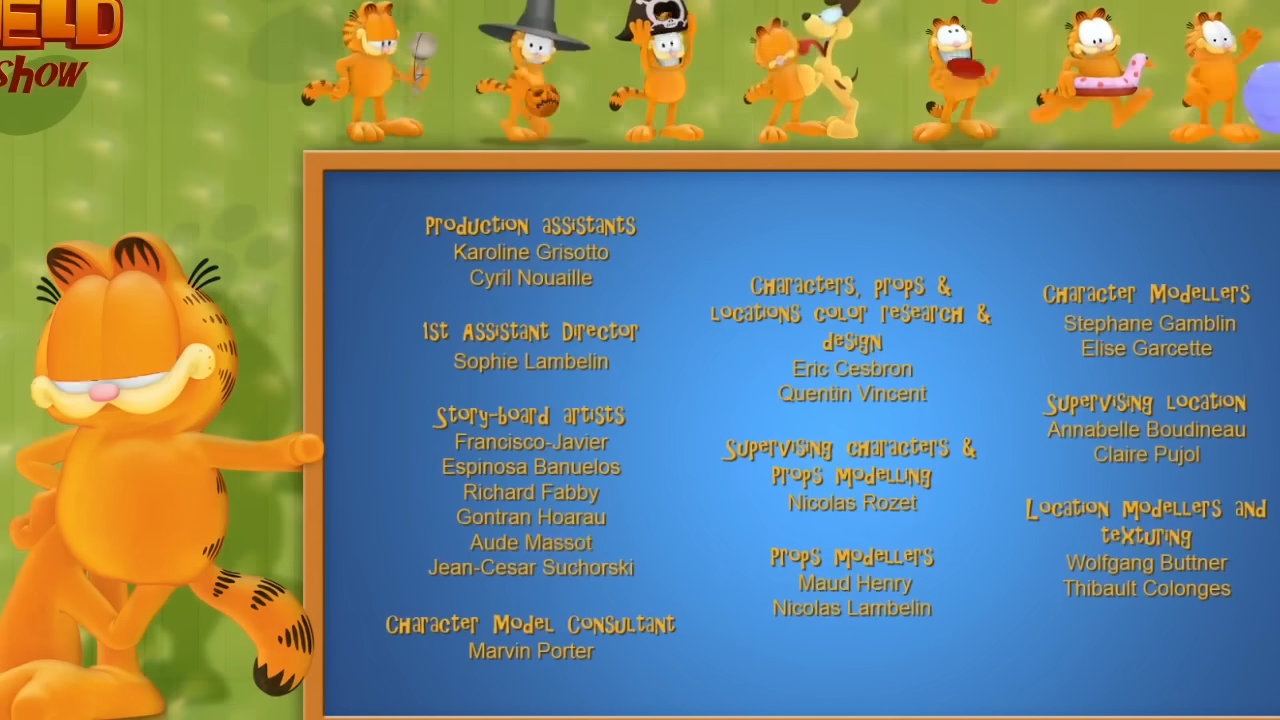 ELD
show
Production assistants
Karoline Grisotto
Cyril Nouaille
1st Assistant Director
Sophie Lambelin
Story-board artists
Francisco-Javier
Espinosa Banuelos
Richard Fabby
Gontran Hoarau
Aude Massot
Jean-Cesar Suchorski
Character Model Consultant
Marvin Porter
Characters, props &
locations color research &
design
Eric Cesbron
Quentin Vincent
Supervising characters &
Props Modelling
Nicolas Rozet
Props Modellers
Maud Henry
Nicolas Lambelin
Character Modellers
Stephane Gamblin
Elise Garcette
Supervising Location
Annabelle Boudineau
Claire Pujol
Location Modellers and
texturing
Wolfgang Buttner
Thibault Colonges